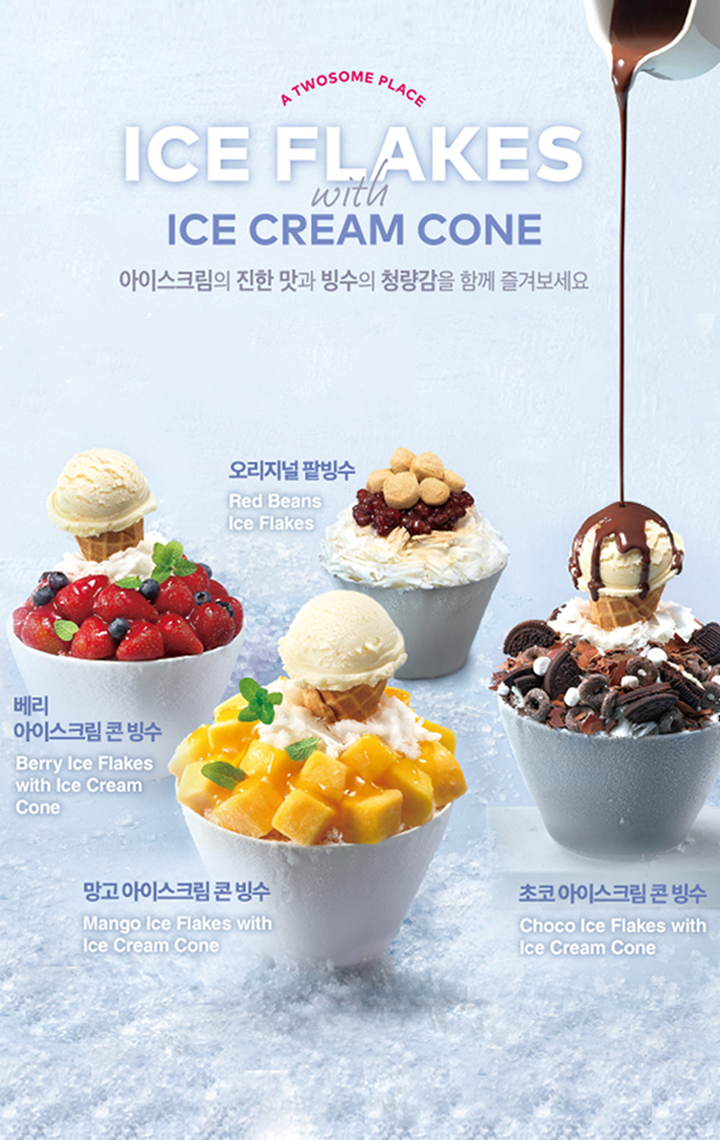 A TWOSOME PLACE
ICE FLAKES
with
ICE CREAM CONE
아이스크림의 진한 맛과 빙수의 청량감을 함께 즐겨보세요
오리지널 팥빙수
Red Beans
Ice Flakes
베리
아이스크림 콘 빙수
Berry Ice Flakes
with Ice Cream
Cone
망고 아이스크림 콘 빙수
Mango Ice Flakes with
Ice Cream Cone
초코 아이스크림 콘 빙수
Choco Ice Flakes with
Ice Cream Cone